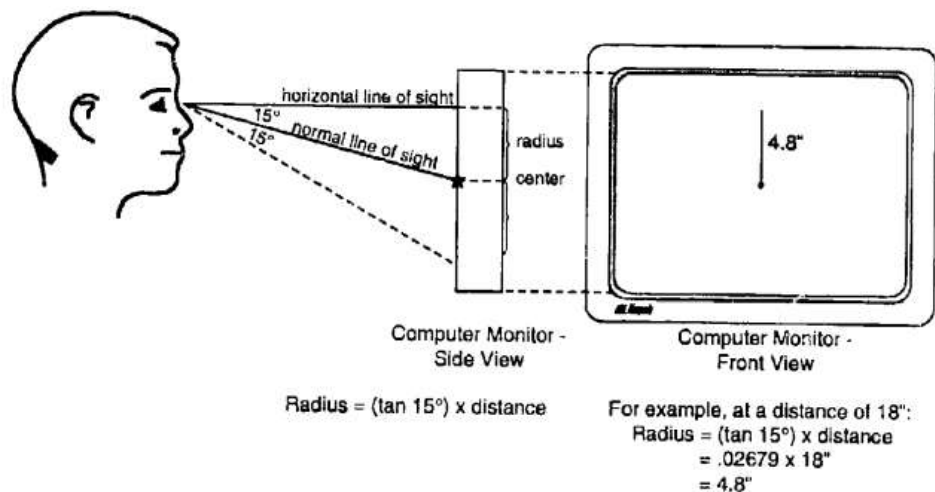 horizontal line of sight
15°
normal line of sight
15°
radius
center
4.8"
Computer Monitor -
Side View
Computer Monitor -
Front View
Radius = (tan 15°) x distance
For example, at a distance of 18":
Radius = (tan 15°) x distance
= .02679 x 18"
= 4.8"